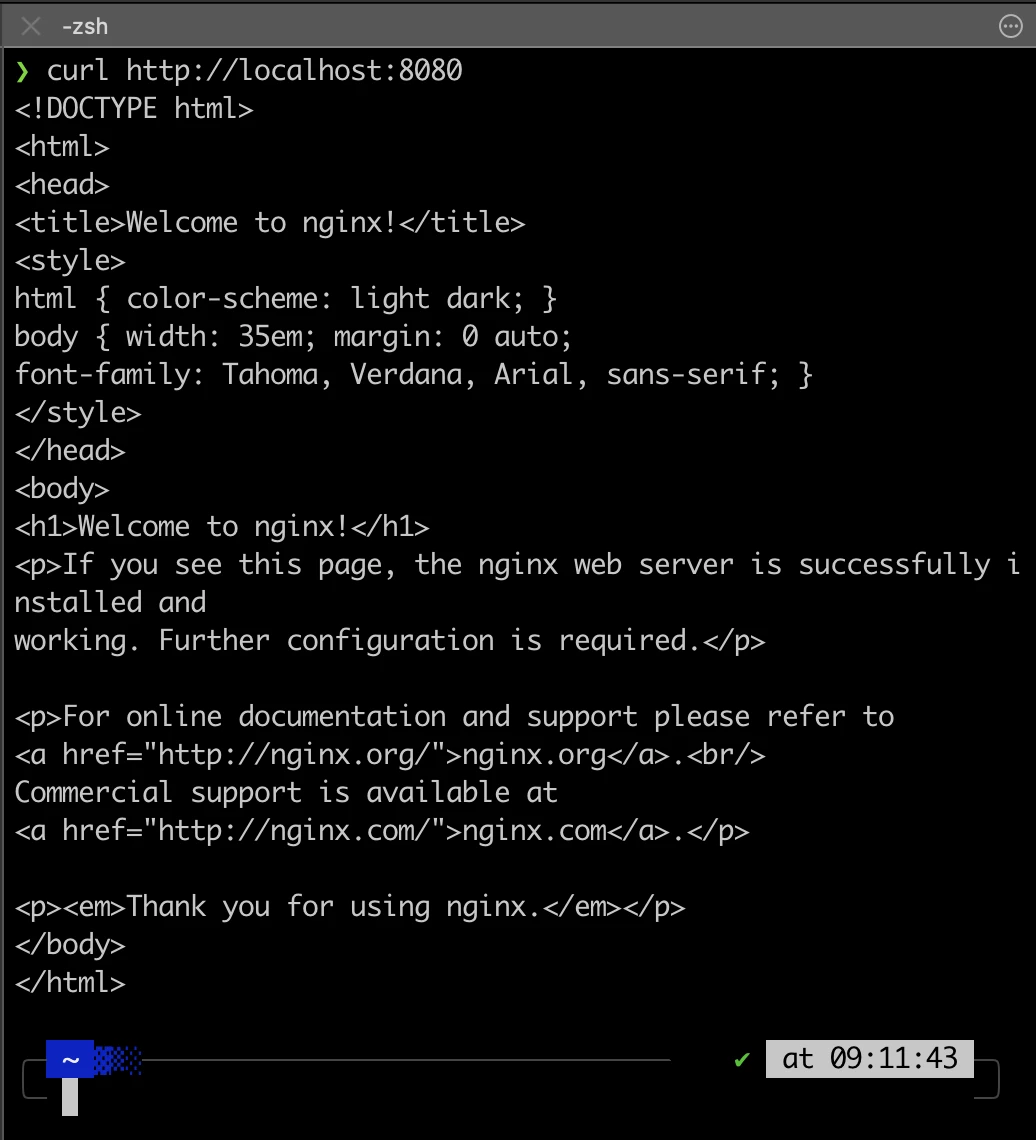 -zsh
❯ curl http://localhost:8080
<!DOCTYPE html>
<html>
<head>
<title>Welcome to nginx!</title>
<style>
html { color-scheme: light dark; }
body { width: 35em; margin: 0 auto;
font-family: Tahoma, Verdana, Arial, sans-serif; }
</style>
</head>
<body>
<h1>Welcome to nginx!</h1>
<p>If you see this page, the nginx web server is successfully i
nstalled and
working. Further configuration is required.</p>

<p>For online documentation and support please refer to
<a href="http://nginx.org/">nginx.org</a>.<br/>
Commercial support is available at
<a href="http://nginx.com/">nginx.com</a>.</p>

<p><em>Thank you for using nginx.</em></p>
</body>
</html>
~ ✔ at 09:11:43